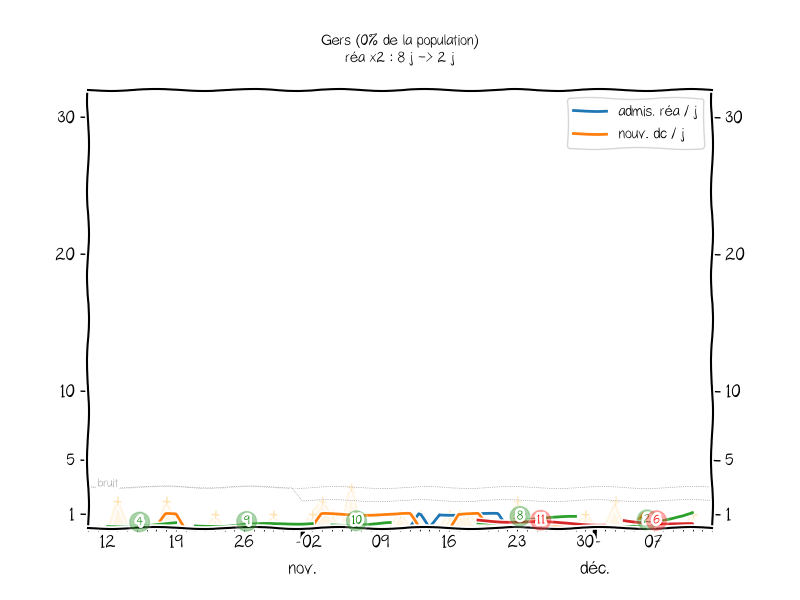 Gers (0% de la population)
réa x2 : 8 j -> 2 j
admis. réa / j
nouv. dc / j
30 30
20 20
10 10
5 5
bruit
1 1
4 9 10 8 11 2 6
12 19 26 02 09 16 23 30 07
nov. déc.